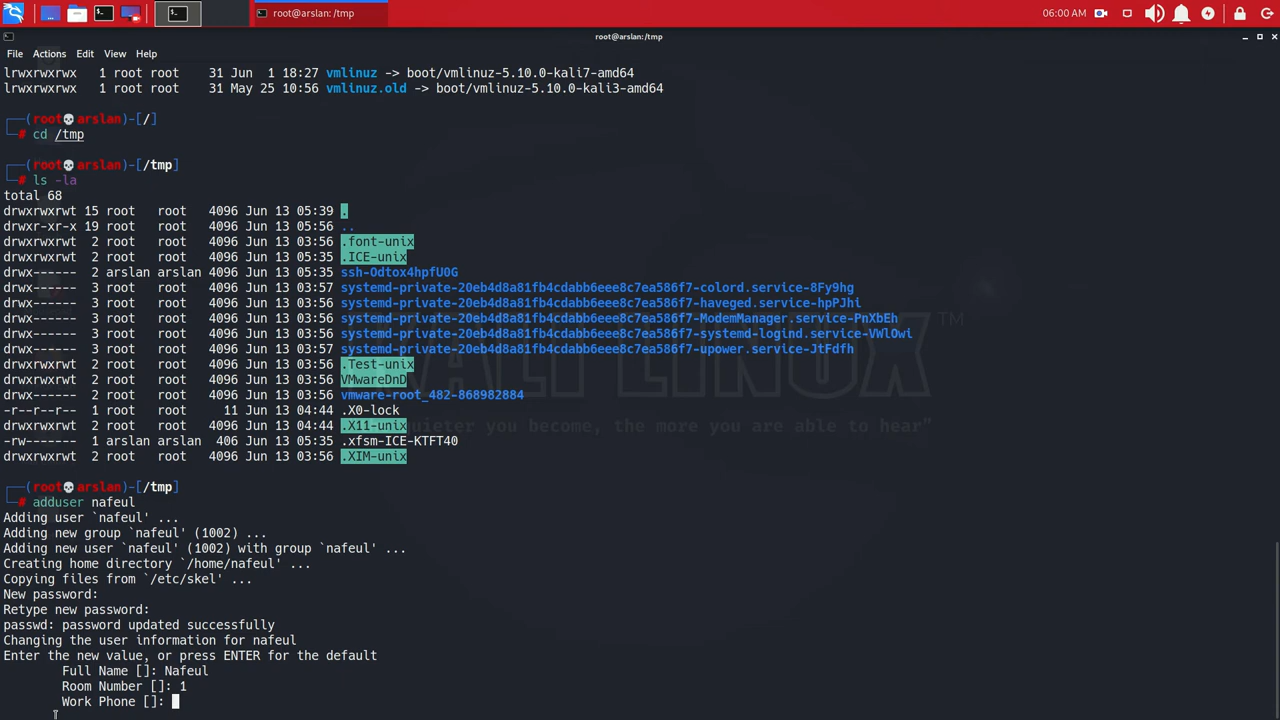 root@arslan: /tmp
06:00 AM
root@arslan:/tmp
File Actions Edit View Help
lrwxrwxrwx 1 root root 31 Jun 1 18:27 vmlinuz -> boot/vmlinuz-5.10.0-kali7-amd64
lrwxrwxrwx 1 root root 31 May 25 10:56 vmlinuz.old -> boot/vmlinuz-5.10.0-kali3-amd64
┌──(root💀arslan)-[/]
└─# cd /tmp
┌──(root💀arslan)-[/tmp]
└─# ls -la
total 68
drwxrwxrwt 15 root root 4096 Jun 13 05:39 .
drwxr-xr-x 19 root root 4096 Jun 13 05:56 ..
drwxrwxrwt 2 root root 4096 Jun 13 03:56 .font-unix
drwxrwxrwt 2 root root 4096 Jun 13 05:35 .ICE-unix
drwx------ 2 arslan arslan 4096 Jun 13 05:35 ssh-Odtox4hpfU0G
drwx------ 3 root root 4096 Jun 13 03:57 systemd-private-20eb4d8a81fb4cdabb6eee8c7ea586f7-colord.service-8Fy9hg
drwx------ 3 root root 4096 Jun 13 03:56 systemd-private-20eb4d8a81fb4cdabb6eee8c7ea586f7-haveged.service-hpPJhi
drwx------ 3 root root 4096 Jun 13 03:56 systemd-private-20eb4d8a81fb4cdabb6eee8c7ea586f7-ModemManager.service-PnXbEh
drwx------ 3 root root 4096 Jun 13 03:56 systemd-private-20eb4d8a81fb4cdabb6eee8c7ea586f7-systemd-logind.service-VWlOwi
drwx------ 3 root root 4096 Jun 13 03:57 systemd-private-20eb4d8a81fb4cdabb6eee8c7ea586f7-upower.service-JtFdfh
drwxrwxrwt 2 root root 4096 Jun 13 03:56 .Test-unix
drwxrwxrwt 2 root root 4096 Jun 13 03:56 VMwareDnD
drwx------ 2 root root 4096 Jun 13 03:56 vmware-root_482-868982884
-r--r--r-- 1 root root 11 Jun 13 04:44 .X0-lock
drwxrwxrwt 2 root root 4096 Jun 13 04:44 .X11-unix
-rw------- 1 arslan arslan 406 Jun 13 05:35 .xfsm-ICE-KTFT40
drwxrwxrwt 2 root root 4096 Jun 13 03:56 .XIM-unix
KALI LINUX™
quieter you become, the more you are able to hear"
┌──(root💀arslan)-[/tmp]
└─# adduser nafeul
Adding user `nafeul' ...
Adding new group `nafeul' (1002) ...
Adding new user `nafeul' (1002) with group `nafeul' ...
Creating home directory `/home/nafeul' ...
Copying files from `/etc/skel' ...
New password:
Retype new password:
passwd: password updated successfully
Changing the user information for nafeul
Enter the new value, or press ENTER for the default
Full Name []: Nafeul
Room Number []: 1
Work Phone []: